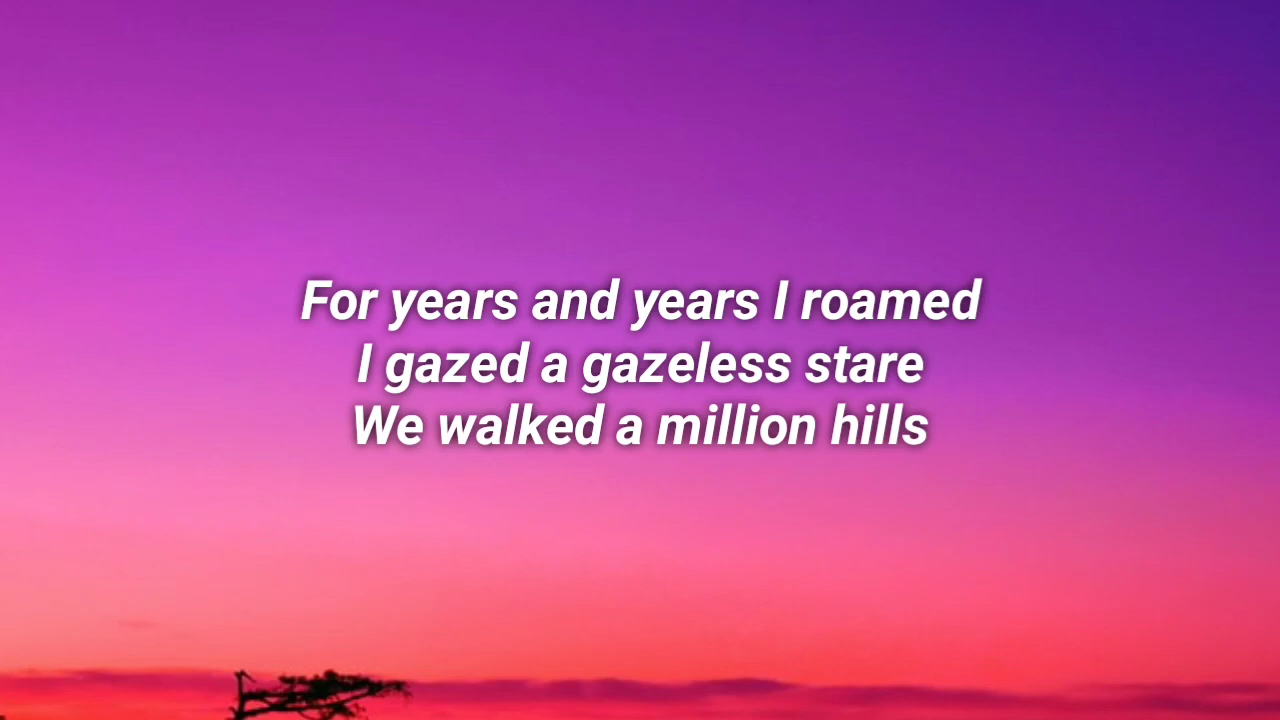 For years and years I roamed
I gazed a gazeless stare
We walked a million hills